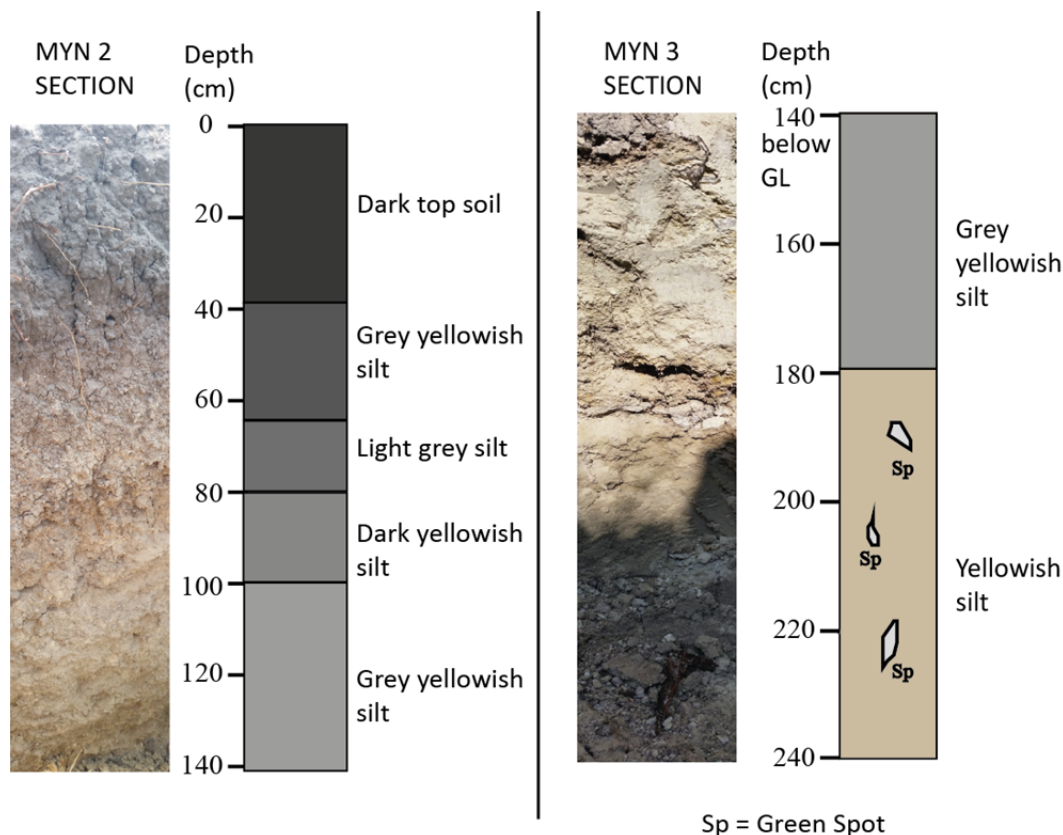 MYN 2
SECTION
Depth
(cm)
0
20
40
60
80
100
120
140
Dark top soil
Grey yellowish
silt
Light grey silt
Dark yellowish
silt
Grey yellowish
silt
MYN 3
SECTION
Depth
(cm)
140
below
GL
160
180
200
220
240
Grey
yellowish
silt
Sp
Sp
Sp
Yellowish
silt
Sp = Green Spot